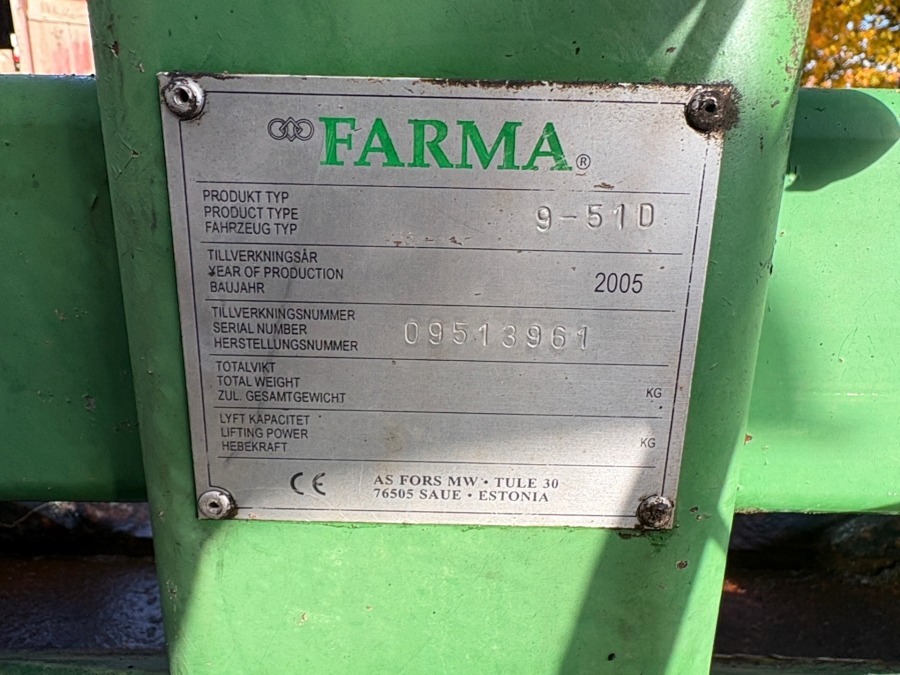 FARMA®
PRODUKT TYP
PRODUCT TYPE
FAHRZEUG TYP
9-51D
TILLVERKNINGSÅR
YEAR OF PRODUCTION
BAUJAHR
2005
TILLVERKNINGSNUMMER
SERIAL NUMBER
HERSTELLUNGSNUMMER
09513961
TOTALVIKT
TOTAL WEIGHT
ZUL. GESAMTGEWICHT
KG
LYFT KAPACITET
LIFTING POWER
HEBEKRAFT
KG
CE
AS FORS MW · TULE 30
76505 SAUE · ESTONIA